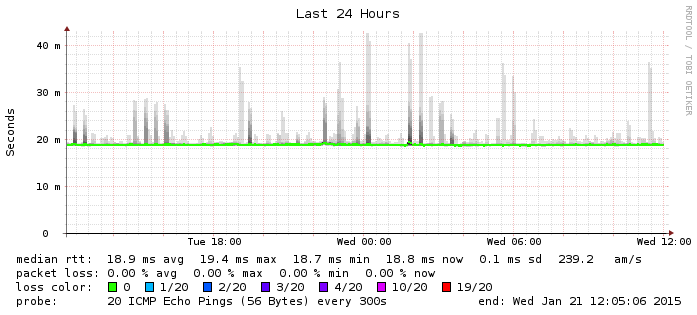 Last 24 Hours
RRDTOOL / TOBI OETIKER
Seconds
40 m
30 m
20 m
10 m
0
Tue 18:00 Wed 00:00 Wed 06:00 Wed 12:00
median rtt: 18.9 ms avg 19.4 ms max 18.7 ms min 18.8 ms now 0.1 ms sd 239.2 am/s
packet loss: 0.00 % avg 0.00 % max 0.00 % min 0.00 % now
loss color: 0 1/20 2/20 3/20 4/20 10/20 19/20
probe: 20 ICMP Echo Pings (56 Bytes) every 300s end: Wed Jan 21 12:05:06 2015